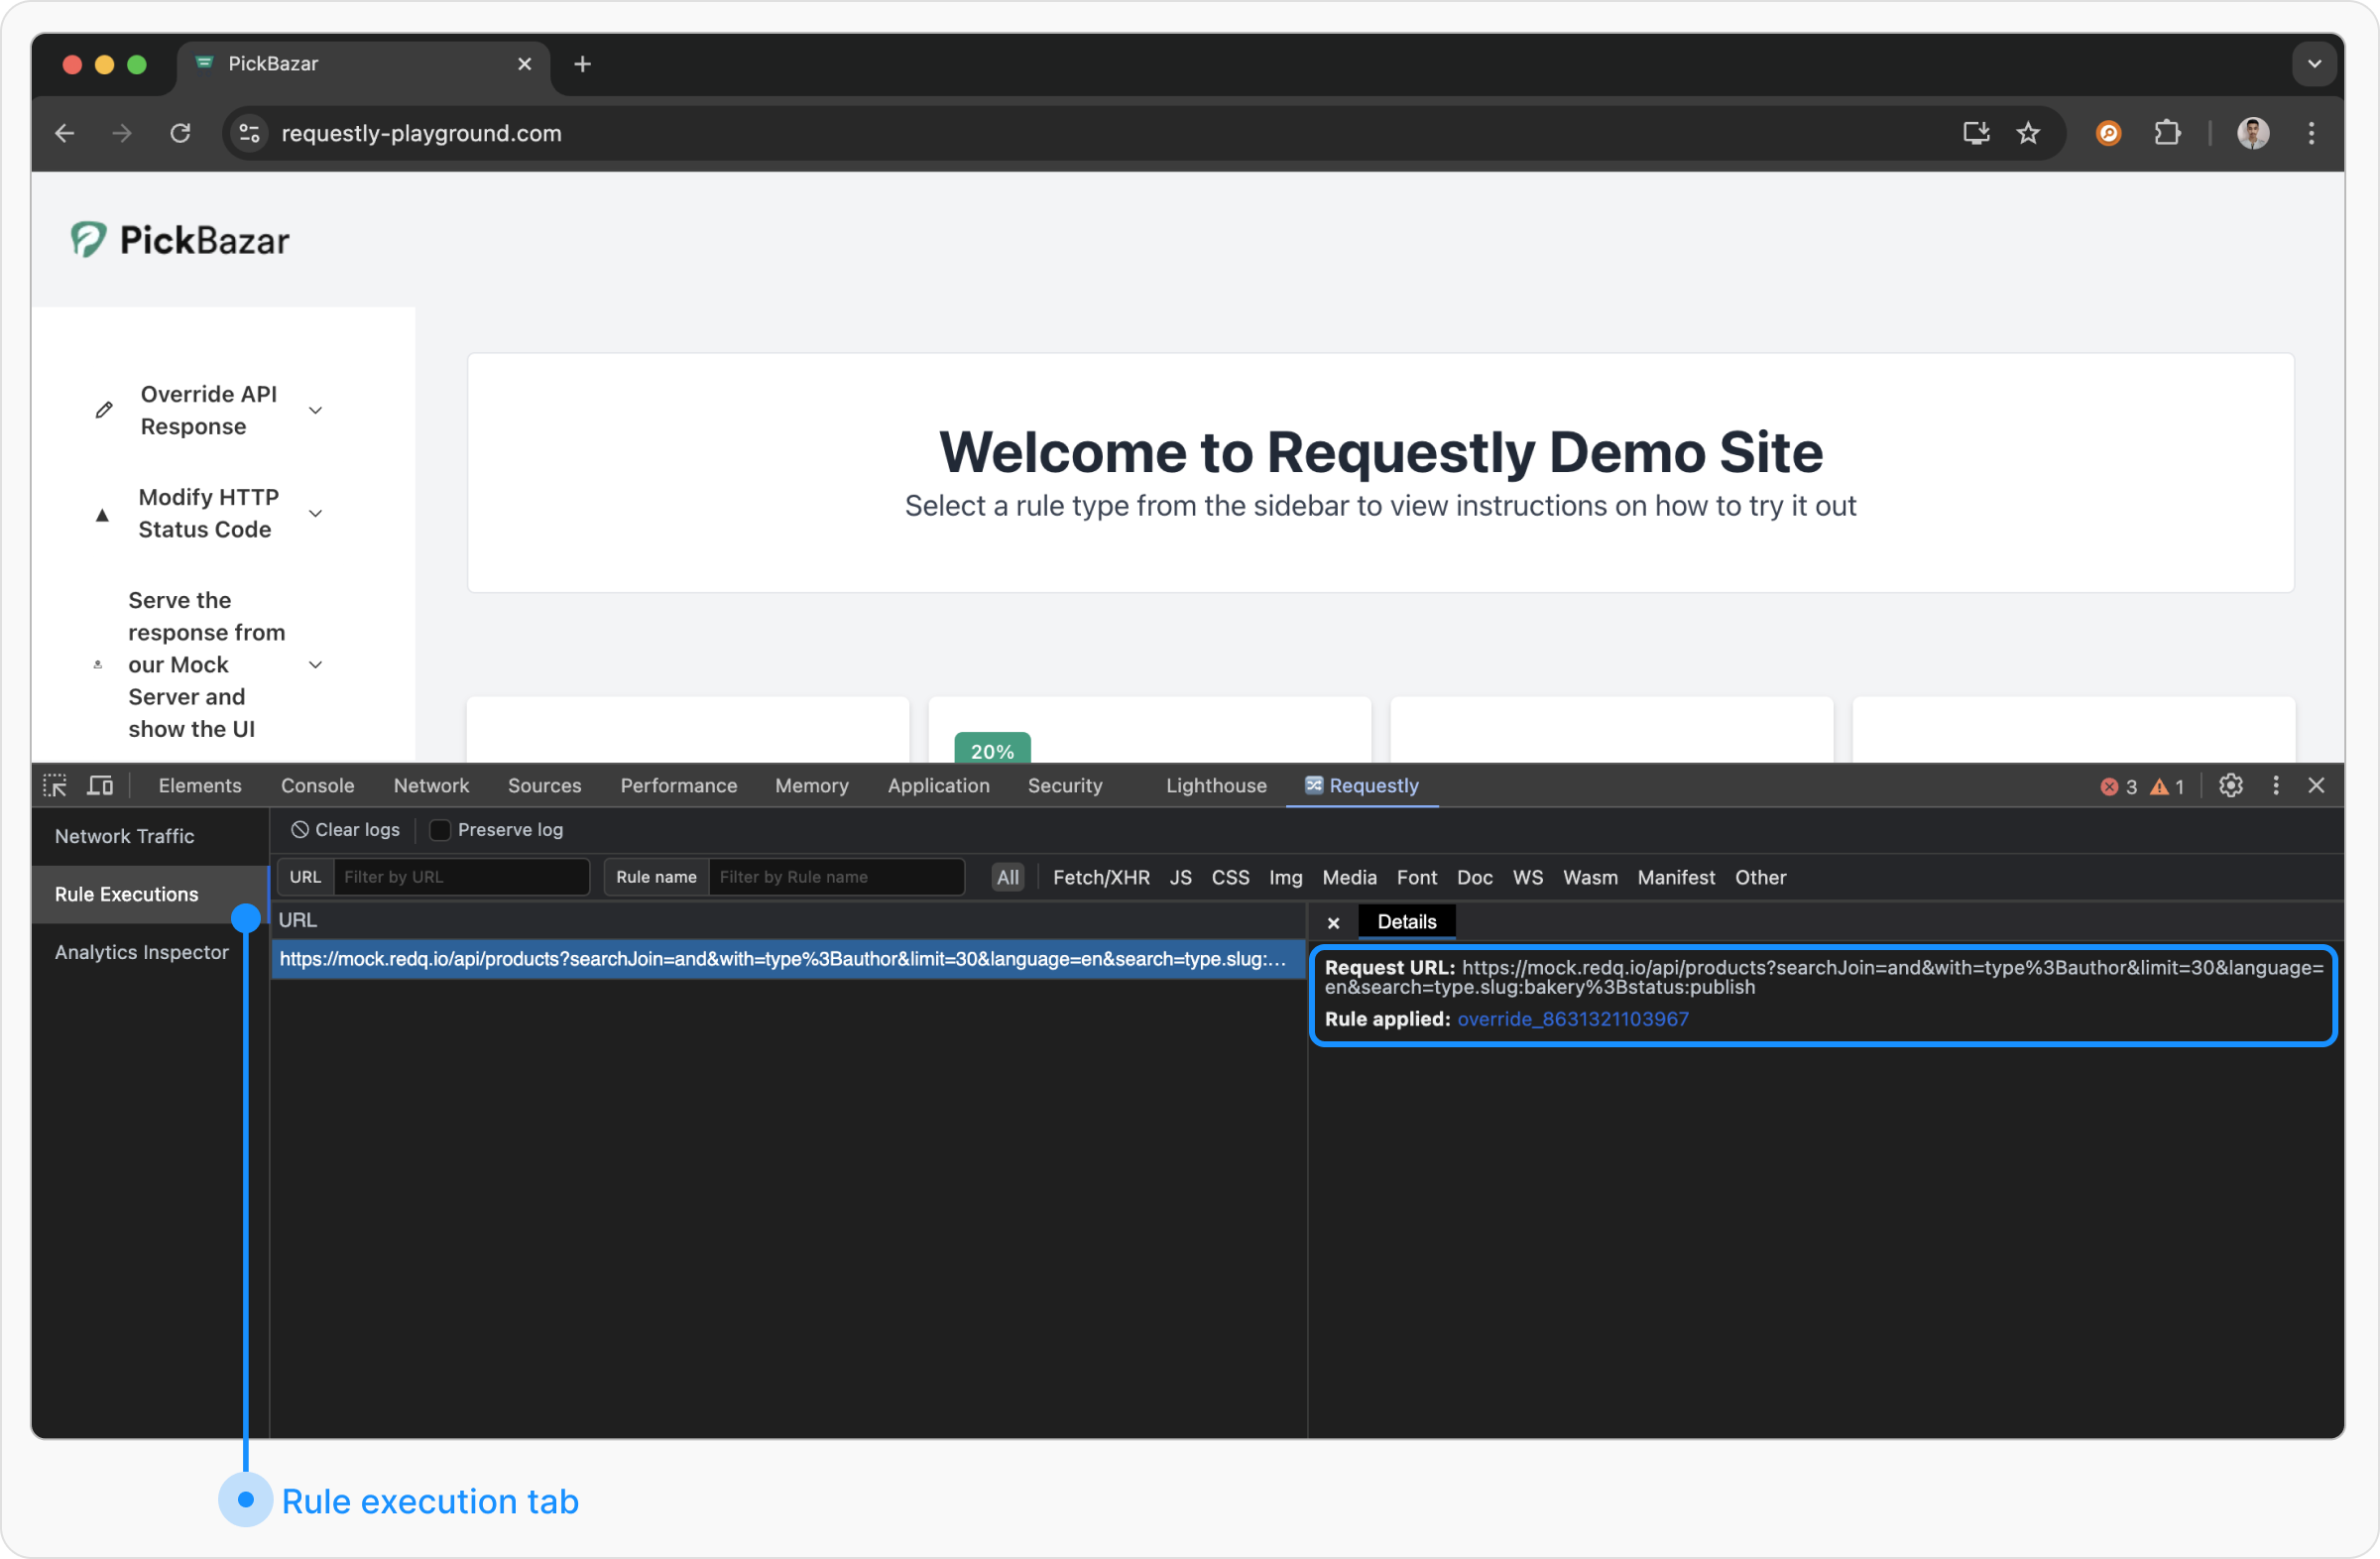 PickBazar
requestly-playground.com
PickBazar
Override API
Response
Modify HTTP
Status Code
Serve the
response from
our Mock
Server and
show the UI
Welcome to Requestly Demo Site
Select a rule type from the sidebar to view instructions on how to try it out
20%
Elements Console Network Sources Performance Memory Application Security Lighthouse Requestly 3 1
Network Traffic
Rule Executions
Analytics Inspector
Clear logs Preserve log
URL Filter by URL Rule name Filter by Rule name All Fetch/XHR JS CSS Img Media Font Doc WS Wasm Manifest Other
URL
https://mock.redq.io/api/products?searchJoin=and&with=type%3Bauthor&limit=30&language=en&search=type.slug:...
Details
Request URL: https://mock.redq.io/api/products?searchJoin=and&with=type%3Bauthor&limit=30&language=
en&search=type.slug:bakery%3Bstatus:publish
Rule applied: override_8631321103967
Rule execution tab